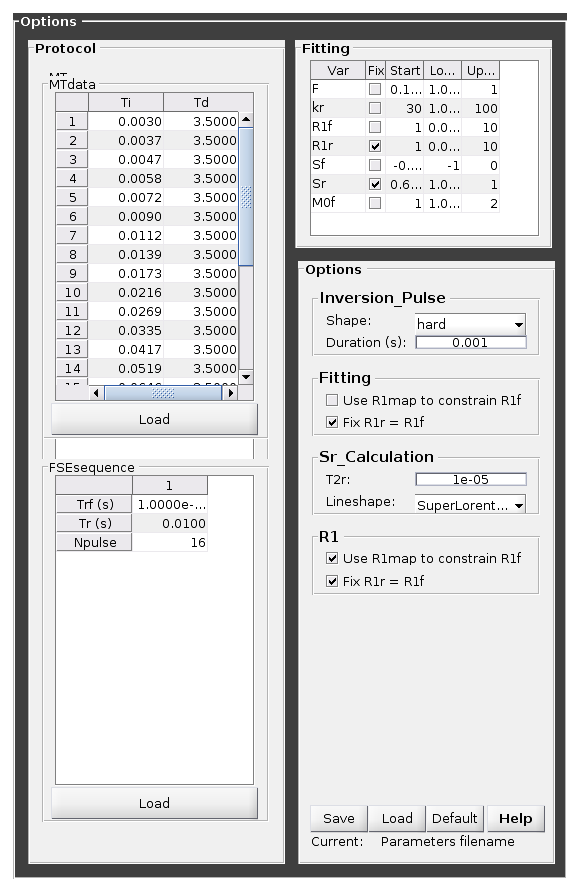 Options
Protocol
MTdata
Ti Td
1 0.0030 3.5000
2 0.0037 3.5000
3 0.0047 3.5000
4 0.0058 3.5000
5 0.0072 3.5000
6 0.0090 3.5000
7 0.0112 3.5000
8 0.0139 3.5000
9 0.0173 3.5000
10 0.0216 3.5000
11 0.0269 3.5000
12 0.0335 3.5000
13 0.0417 3.5000
14 0.0519 3.5000
Load
FSEsequence
1
Trf (s) 1.0000e-...
Tr (s) 0.0100
Npulse 16
Load
Fitting
Var Fix Start Lo... Up...
F 0.1... 1.0... 1
kr 30 1.0... 100
R1f 1 0.0... 10
R1r 1 0.0... 10
Sf -0.... -1 0
Sr 0.6... 1.0... 1
M0f 1 1.0... 2
Options
Inversion_Pulse
Shape: hard
Duration (s): 0.001
Fitting
Use R1map to constrain R1f
Fix R1r = R1f
Sr_Calculation
T2r: 1e-05
Lineshape: SuperLorent...
R1
Use R1map to constrain R1f
Fix R1r = R1f
Save Load Default Help
Current: Parameters filename